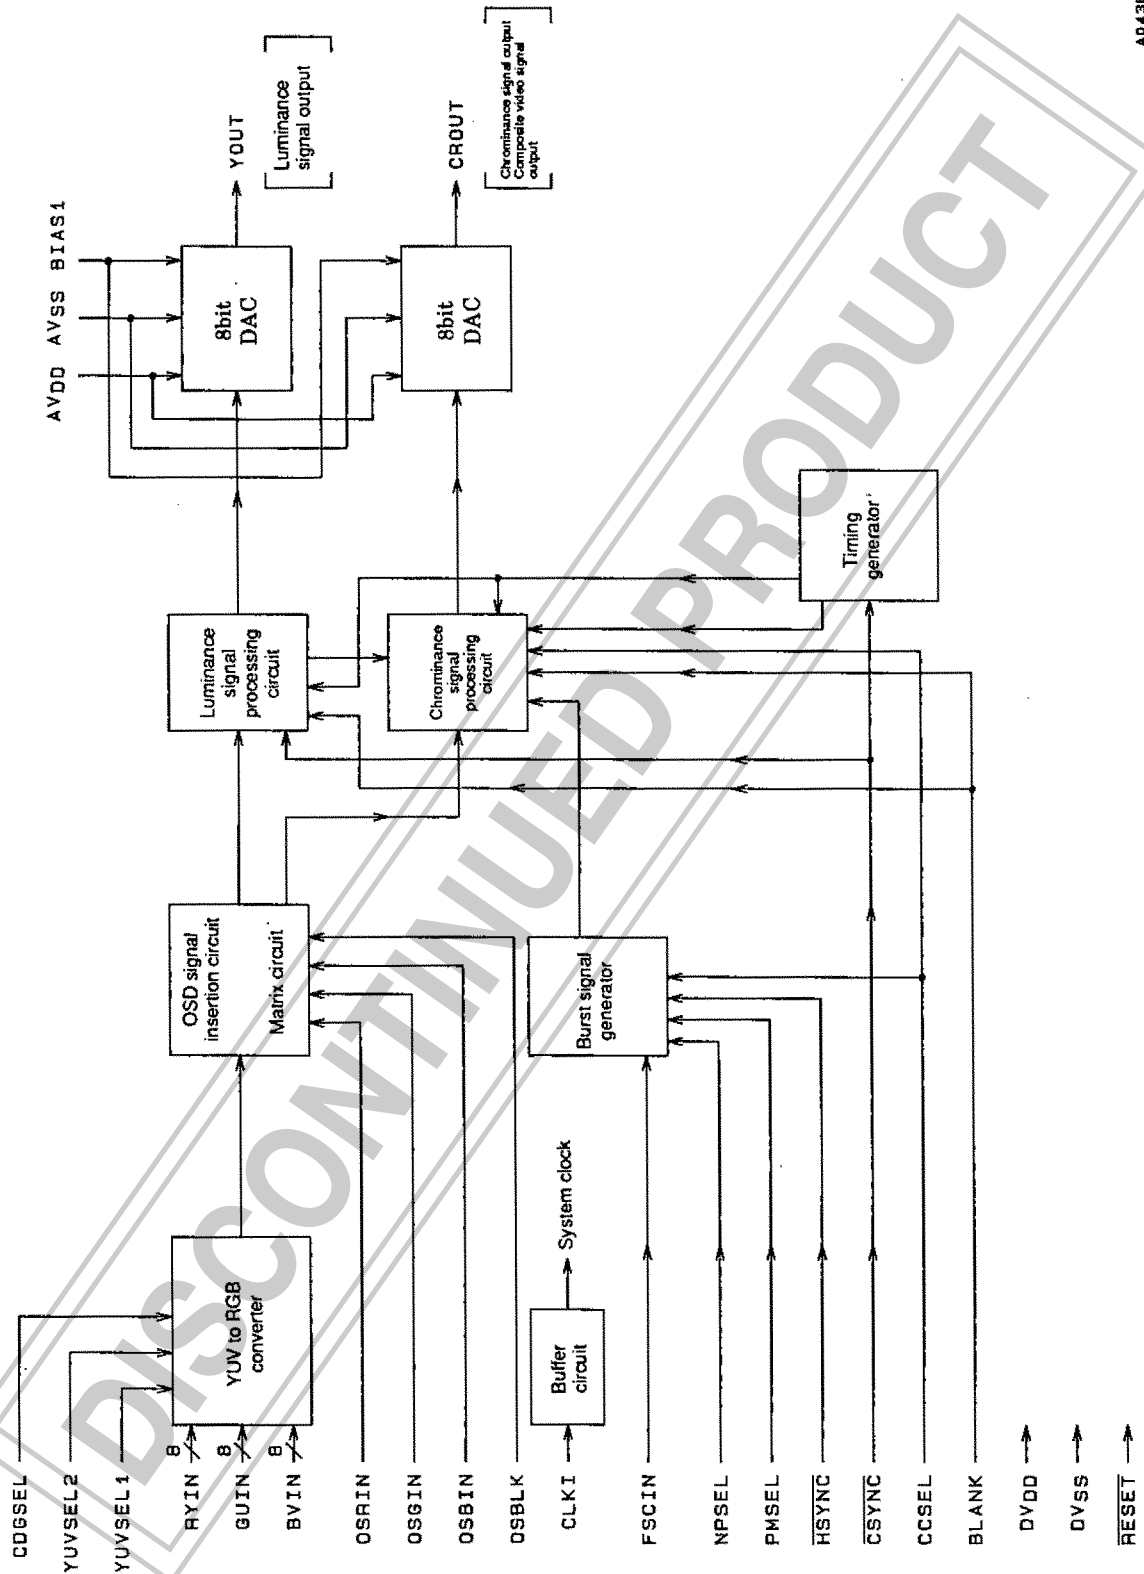 CDGSEL
YUVSEL2
YUVSEL1
8
RYIN
8
GUIN
8
BVIN
OSRIN
OSGIN
OSBIN
OSBLK
CLKI
FSCIN
NPSEL
PMSEL
HSYNC
CSYNC
CCSEL
BLANK
DVDD
DVSS
RESET
YUV to RGB
converter
Buffer
circuit
System clock
OSD signal
insertion circuit
Matrix circuit
Burst signal
generator
Luminance
signal
processing
circuit
Chrominance
signal
processing
circuit
Timing
generator
AVDD
AVSS
BIAS1
8bit
DAC
8bit
DAC
YOUT
Luminance
signal output
CROUT
Chrominance signal output
Composite video signal
output
DISCONTINUED PRODUCT